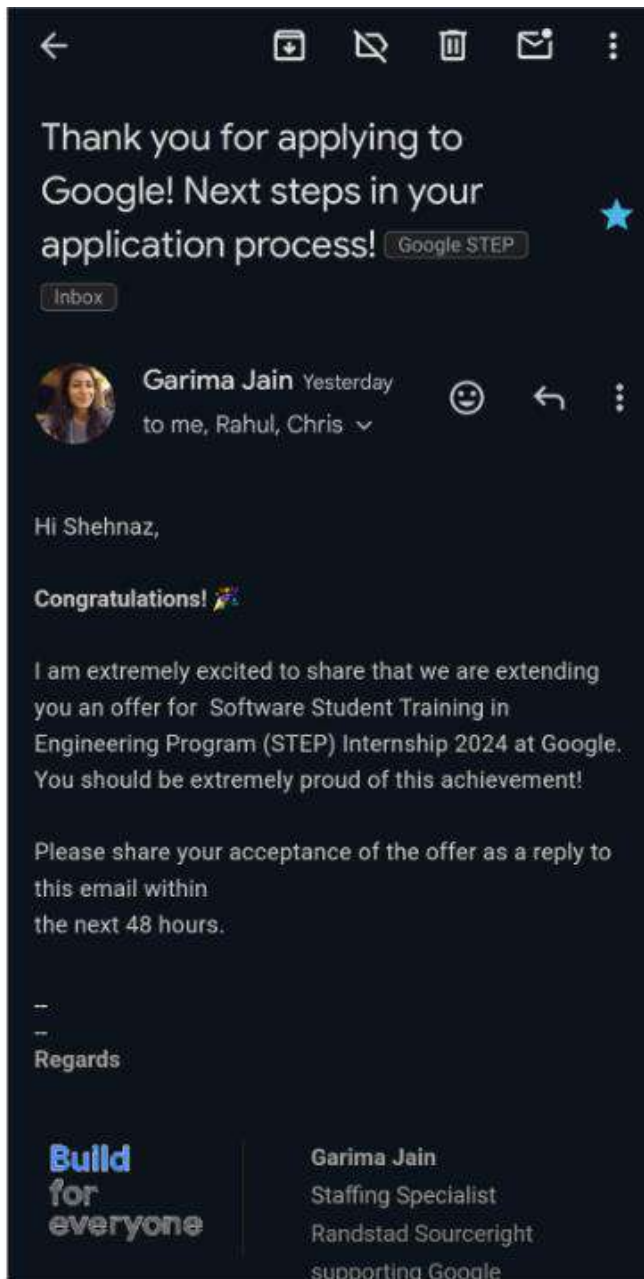 Thank you for applying to
Google! Next steps in your
application process! Google STEP
Inbox
Garima Jain Yesterday
to me, Rahul, Chris
Hi Shehnaz,
Congratulations! 🎉
I am extremely excited to share that we are extending
you an offer for  Software Student Training in
Engineering Program (STEP) Internship 2024 at Google.
You should be extremely proud of this achievement!
Please share your acceptance of the offer as a reply to
this email within
the next 48 hours.
--
--
Regards
Build
for
everyone
Garima Jain
Staffing Specialist
Randstad Sourceright
supporting Google